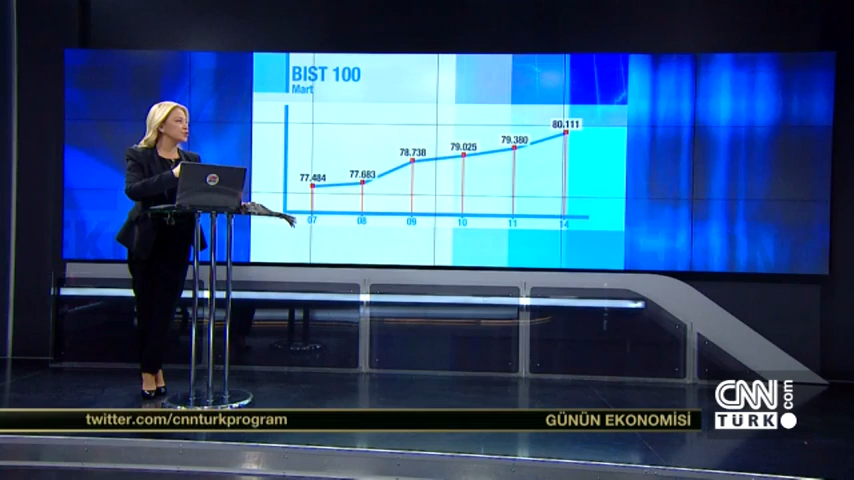 BIST 100
Mart
77.484
77.683
78.738
79.025
79.380
80.111
07
08
09
10
11
14
twitter.com/cnnturkprogram
GÜNÜN EKONOMİSİ
CNN
TÜRK
.com